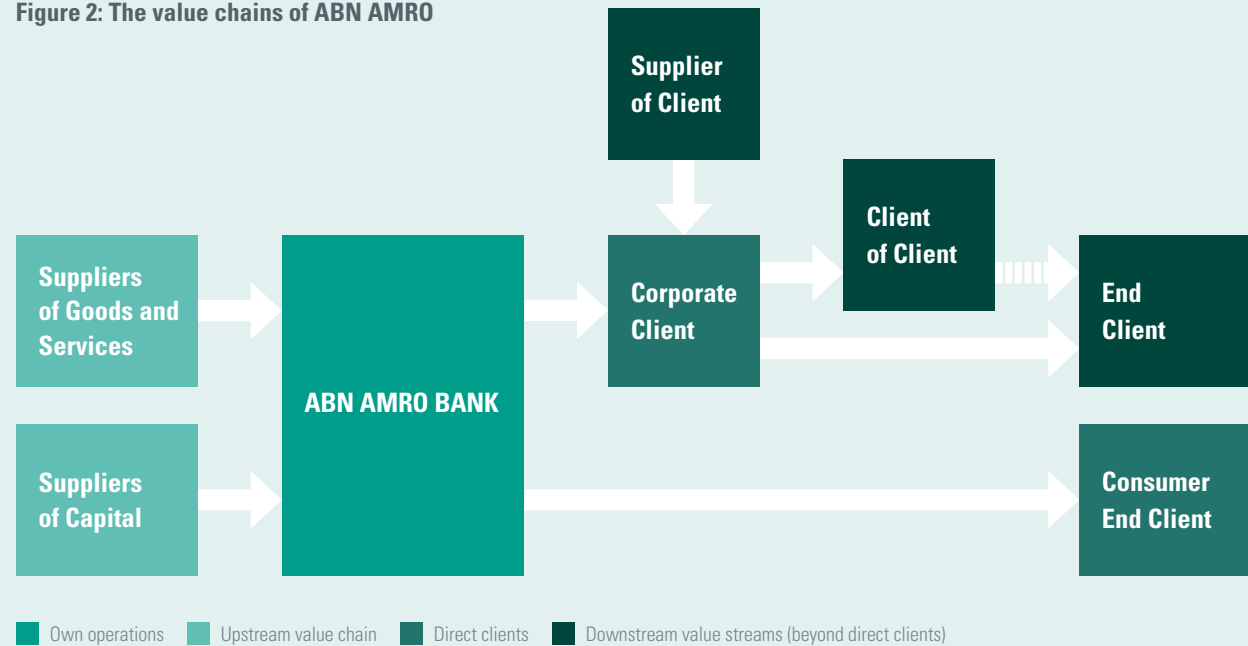 Figure 2: The value chains of ABN AMRO
Supplier
of Client
Client
of Client
Suppliers
of Goods and
Services
ABN AMRO BANK
Corporate
Client
End
Client
Suppliers
of Capital
Consumer
End Client
Own operations
Upstream value chain
Direct clients
Downstream value streams (beyond direct clients)